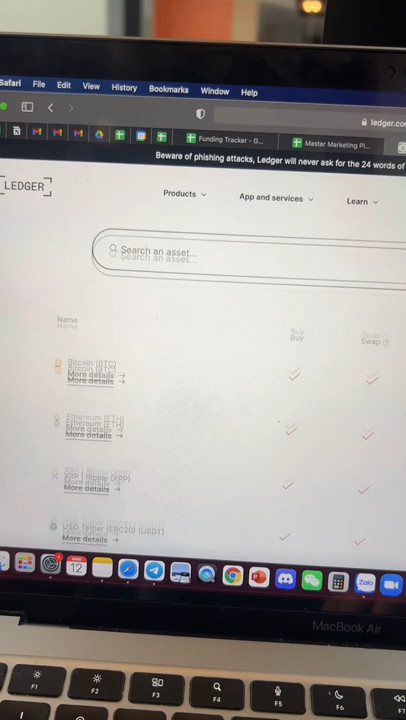 Safari File Edit View History Bookmarks Window Help
ledger.co
Funding Tracker - G... Master Marketing Pl...
Beware of phishing attacks, Ledger will never ask for the 24 words of
LEDGER Products App and services Learn
Search an asset...
Name Buy Swap
Bitcoin (BTC)
More details →
Ethereum (ETH)
More details →
XRP | Ripple (XRP)
More details →
USD Tether (ERC20) (USDT)
More details →
12
Zalo
MacBook Air
F1 F2 F3 F4 F5 F6 F7